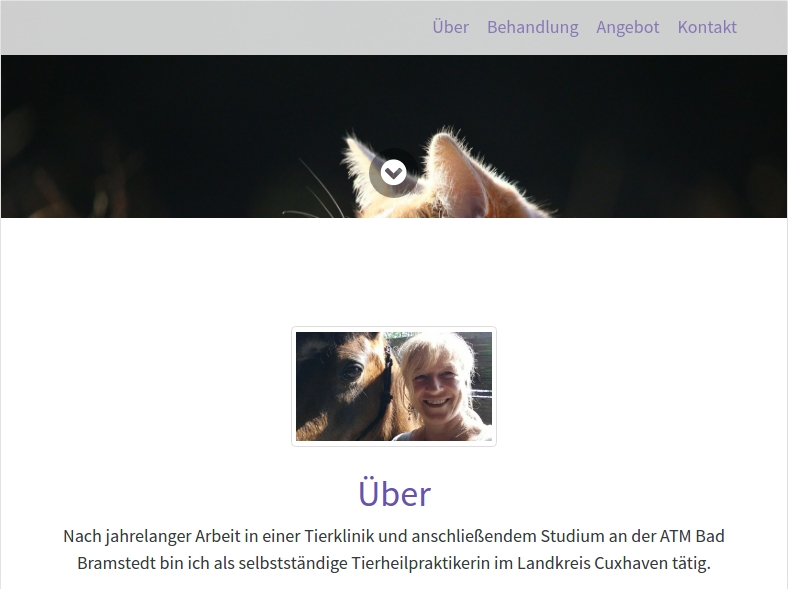 Über Behandlung Angebot Kontakt
Über
Nach jahrelanger Arbeit in einer Tierklinik und anschließendem Studium an der ATM Bad
Bramstedt bin ich als selbstständige Tierheilpraktikerin im Landkreis Cuxhaven tätig.